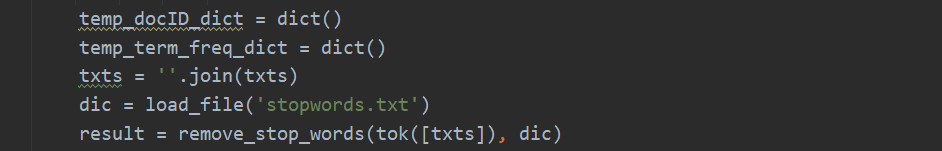 temp_docID_dict = dict()
temp_term_freq_dict = dict()
txts = ''.join(txts)
dic = load_file('stopwords.txt')
result = remove_stop_words(tok([txts]), dic)